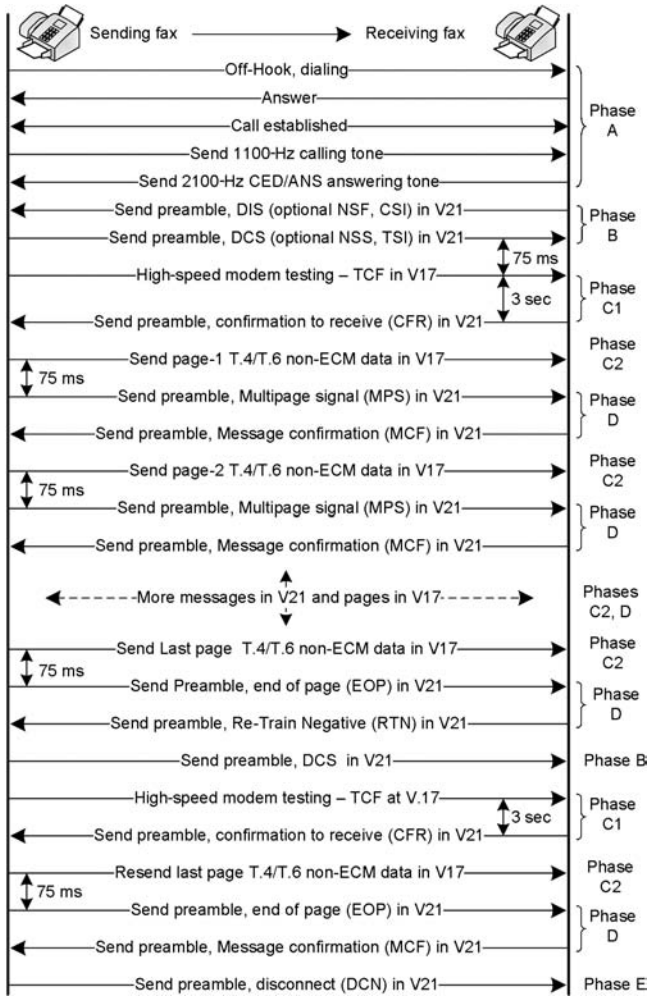 Sending fax Receiving fax
Off-Hook, dialing
Answer
Call established
Send 1100-Hz calling tone
Send 2100-Hz CED/ANS answering tone
Phase
A
Send preamble, DIS (optional NSF, CSI) in V21
Send preamble, DCS (optional NSS, TSI) in V21
Phase
B
75 ms
High-speed modem testing – TCF in V17
3 sec
Send preamble, confirmation to receive (CFR) in V21
Phase
C1
Send page-1 T.4/T.6 non-ECM data in V17
Phase
C2
75 ms
Send preamble, Multipage signal (MPS) in V21
Send preamble, Message confirmation (MCF) in V21
Phase
D
Send page-2 T.4/T.6 non-ECM data in V17
Phase
C2
75 ms
Send preamble, Multipage signal (MPS) in V21
Send preamble, Message confirmation (MCF) in V21
Phase
D
More messages in V21 and pages in V17
Phases
C2, D
Send Last page T.4/T.6 non-ECM data in V17
Phase
C2
75 ms
Send Preamble, end of page (EOP) in V21
Send preamble, Re-Train Negative (RTN) in V21
Phase
D
Send preamble, DCS in V21
Phase B
High-speed modem testing – TCF at V.17
3 sec
Send preamble, confirmation to receive (CFR) in V21
Phase
C1
Resend last page T.4/T.6 non-ECM data in V17
Phase
C2
75 ms
Send preamble, end of page (EOP) in V21
Send preamble, Message confirmation (MCF) in V21
Phase
D
Send preamble, disconnect (DCN) in V21
Phase E